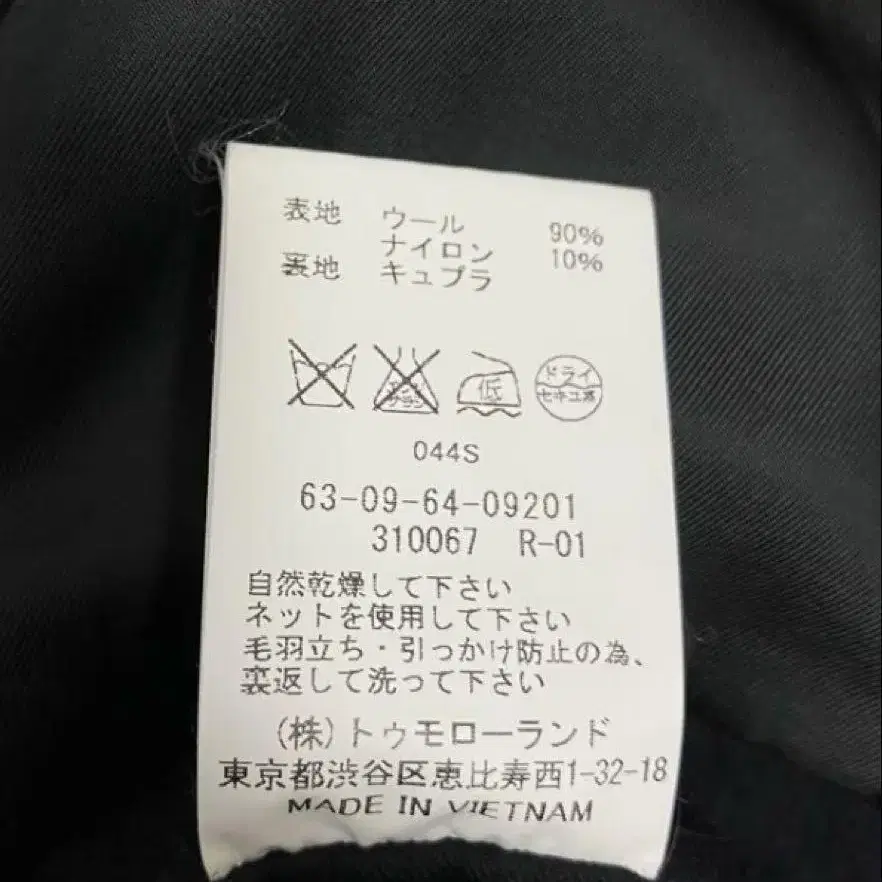 表地 ウール 90%
ナイロン 10%
裏地 キュプラ
低
ドライ
セキユ系
044S
63-09-64-09201
310067 R-01
自然乾燥して下さい
ネットを使用して下さい
毛羽立ち・引っかけ防止の為、
裏返して洗って下さい
(株)トゥモローランド
東京都渋谷区恵比寿西1-32-18
MADE IN VIETNAM